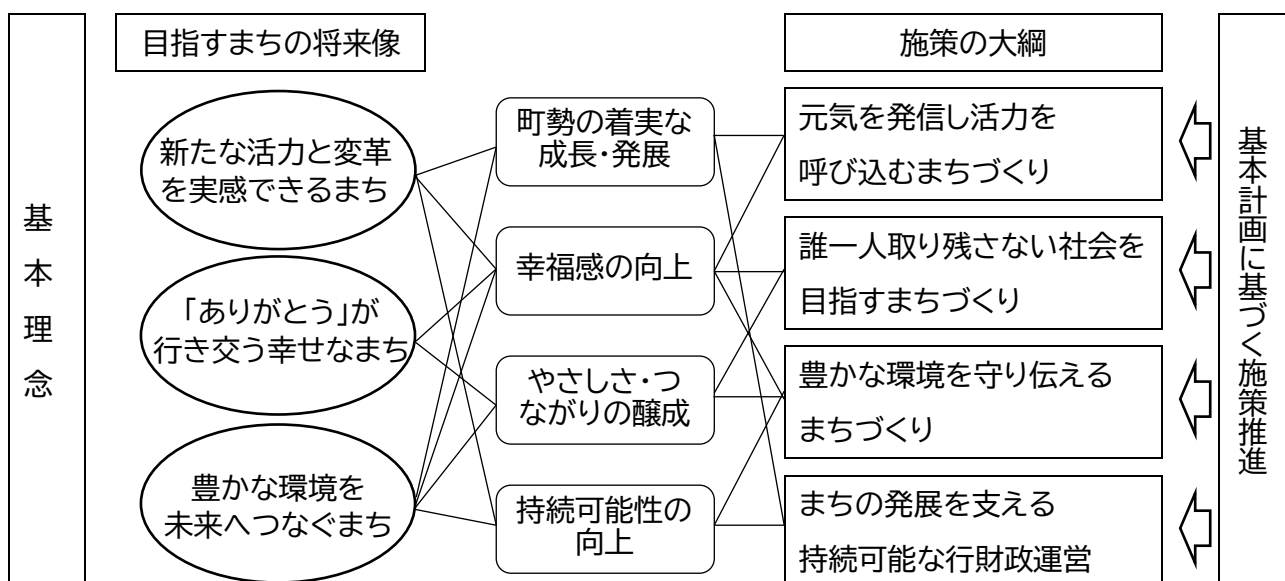 基本理念
目指すまちの将来像
新たな活力と変革
を実感できるまち
「ありがとう」が
行き交う幸せなまち
豊かな環境を
未来へつなぐまち
町勢の着実な
成長・発展
幸福感の向上
やさしさ・つ
ながりの醸成
持続可能性の
向上
施策の大綱
元気を発信し活力を
呼び込むまちづくり
誰一人取り残さない社会を
目指すまちづくり
豊かな環境を守り伝える
まちづくり
まちの発展を支える
持続可能な行財政運営
基本計画に基づく施策推進